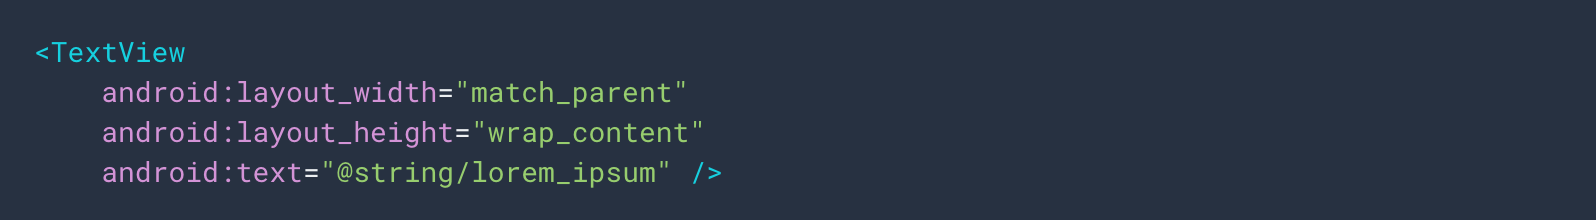 <TextView
    android:layout_width="match_parent"
    android:layout_height="wrap_content"
    android:text="@string/lorem_ipsum" />